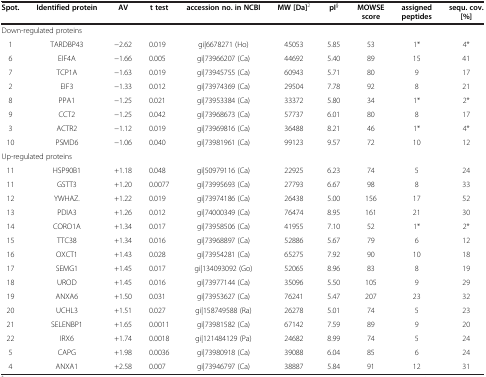 Spot. Identified protein AV t test accession no. in NCBI MW [Da]² pI§ MOWSE score assigned peptides sequ. cov. [%]
Down-regulated proteins
1 TARDBP43 −2.62 0.019 gi|6678271 (Ho) 45053 5.85 53 1* 4*
6 EIF4A −1.66 0.005 gi|73966207 (Ca) 44692 5.40 89 15 41
7 TCP1A −1.63 0.019 gi|73945755 (Ca) 60943 5.71 80 9 17
2 EIF3 −1.33 0.012 gi|73974369 (Ca) 29504 7.78 92 8 21
8 PPA1 −1.25 0.021 gi|73953384 (Ca) 33372 5.80 34 1* 2*
9 CCT2 −1.25 0.042 gi|73968673 (Ca) 57737 6.01 80 8 17
3 ACTR2 −1.12 0.019 gi|73969816 (Ca) 36488 8.21 46 1* 4*
10 PSMD6 −1.06 0.040 gi|73981961 (Ca) 99123 9.57 72 10 12
Up-regulated proteins
11 HSP90B1 +1.18 0.048 gi|50979116 (Ca) 22925 6.23 74 5 24
11 GSTT3 +1.20 0.0077 gi|73995693 (Ca) 27793 6.67 98 8 33
12 YWHAZ. +1.22 0.019 gi|73974186 (Ca) 26438 5.00 156 17 52
13 PDIA3 +1.26 0.012 gi|74000349 (Ca) 76474 8.95 161 21 30
14 CORO1A +1.34 0.017 gi|73958506 (Ca) 41955 7.10 52 1* 2*
15 TTC38 +1.34 0.016 gi|73968897 (Ca) 52886 5.67 79 6 12
16 OXCT1 +1.43 0.028 gi|73954281 (Ca) 65275 7.92 90 10 18
17 SEMG1 +1.45 0.017 gi|134093092 (Go) 52065 8.96 83 8 19
18 UROD +1.45 0.016 gi|73977144 (Ca) 35096 5.50 105 9 29
19 ANXA6 +1.50 0.031 gi|73953627 (Ca) 76241 5.47 207 23 32
20 UCHL3 +1.51 0.027 gi|158749588 (Ra) 26278 5.01 74 5 23
21 SELENBP1 +1.65 0.0011 gi|73981582 (Ca) 67142 7.59 89 9 20
22 IRX6 +1.74 0.0018 gi|121484129 (Pa) 24682 8.99 74 5 24
5 CAPG +1.98 0.0036 gi|73980918 (Ca) 39088 6.04 85 6 24
4 ANXA1 +2.58 0.007 gi|73946797 (Ca) 38887 5.84 91 12 31